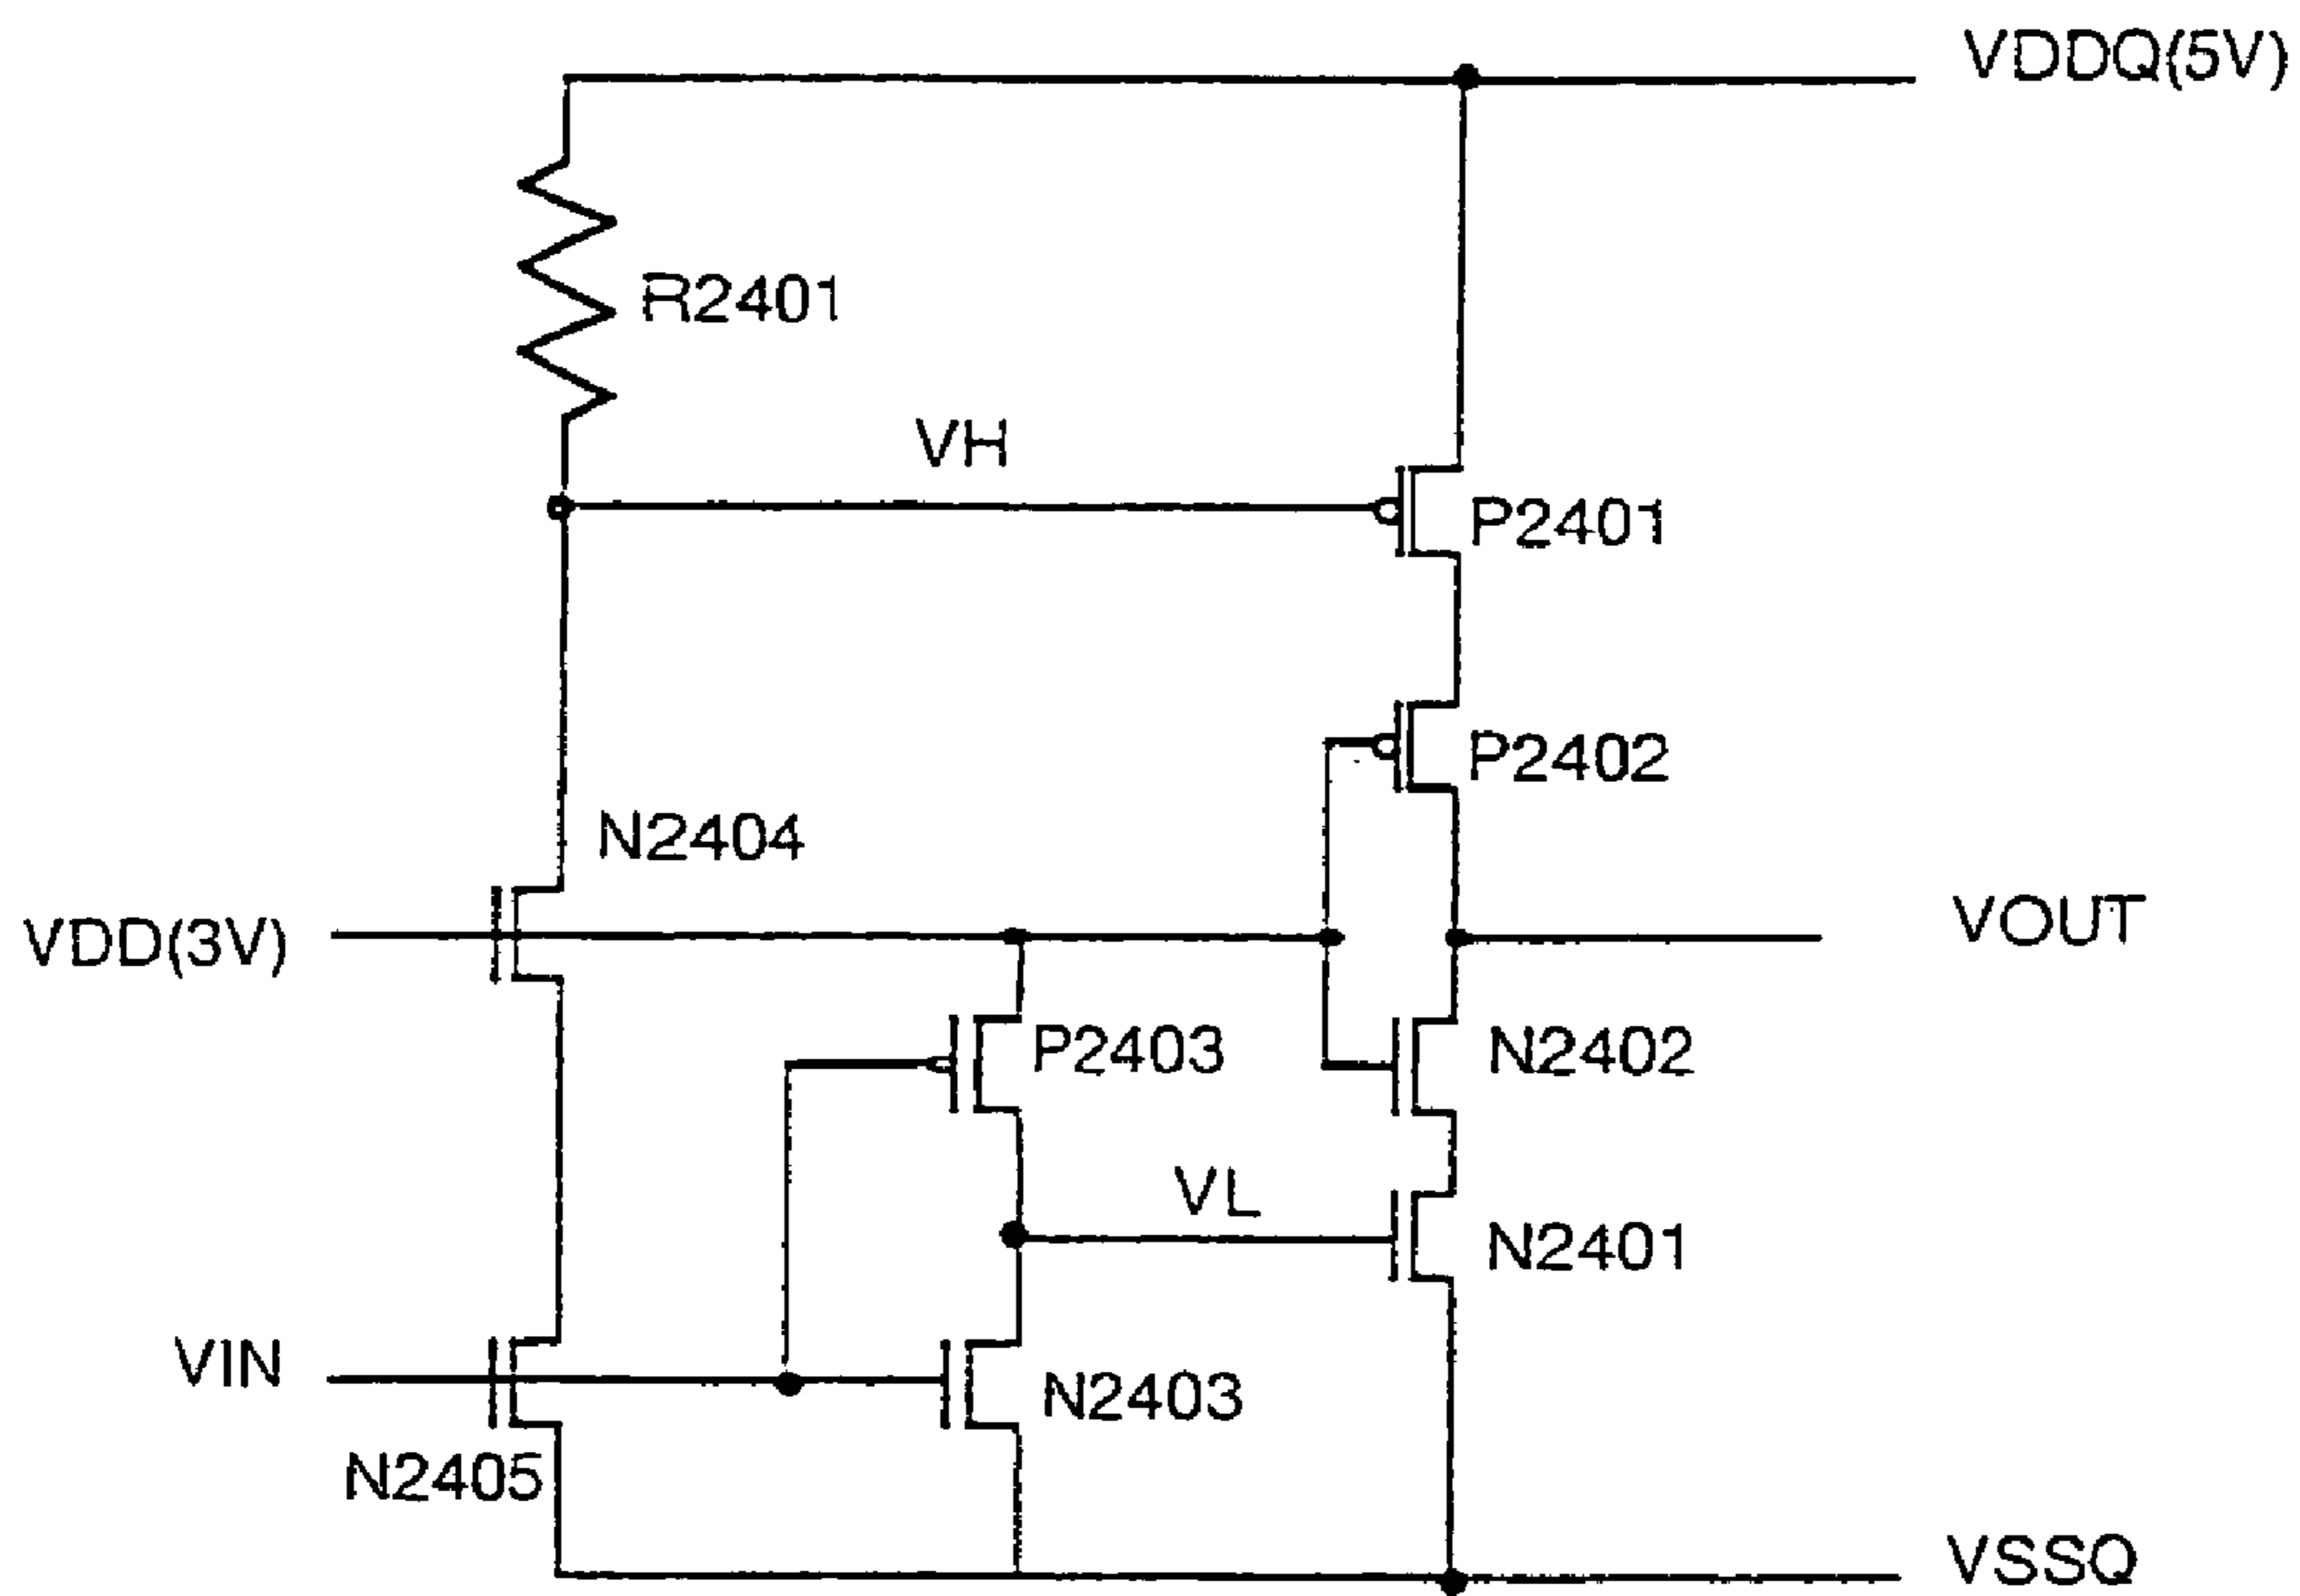 VDDQ(5V)
R2401
VH
P2401
P2402
N2404
VDD(3V)
VOUT
P2403
N2402
VL
N2401
VIN
N2403
N2405
VSSQ